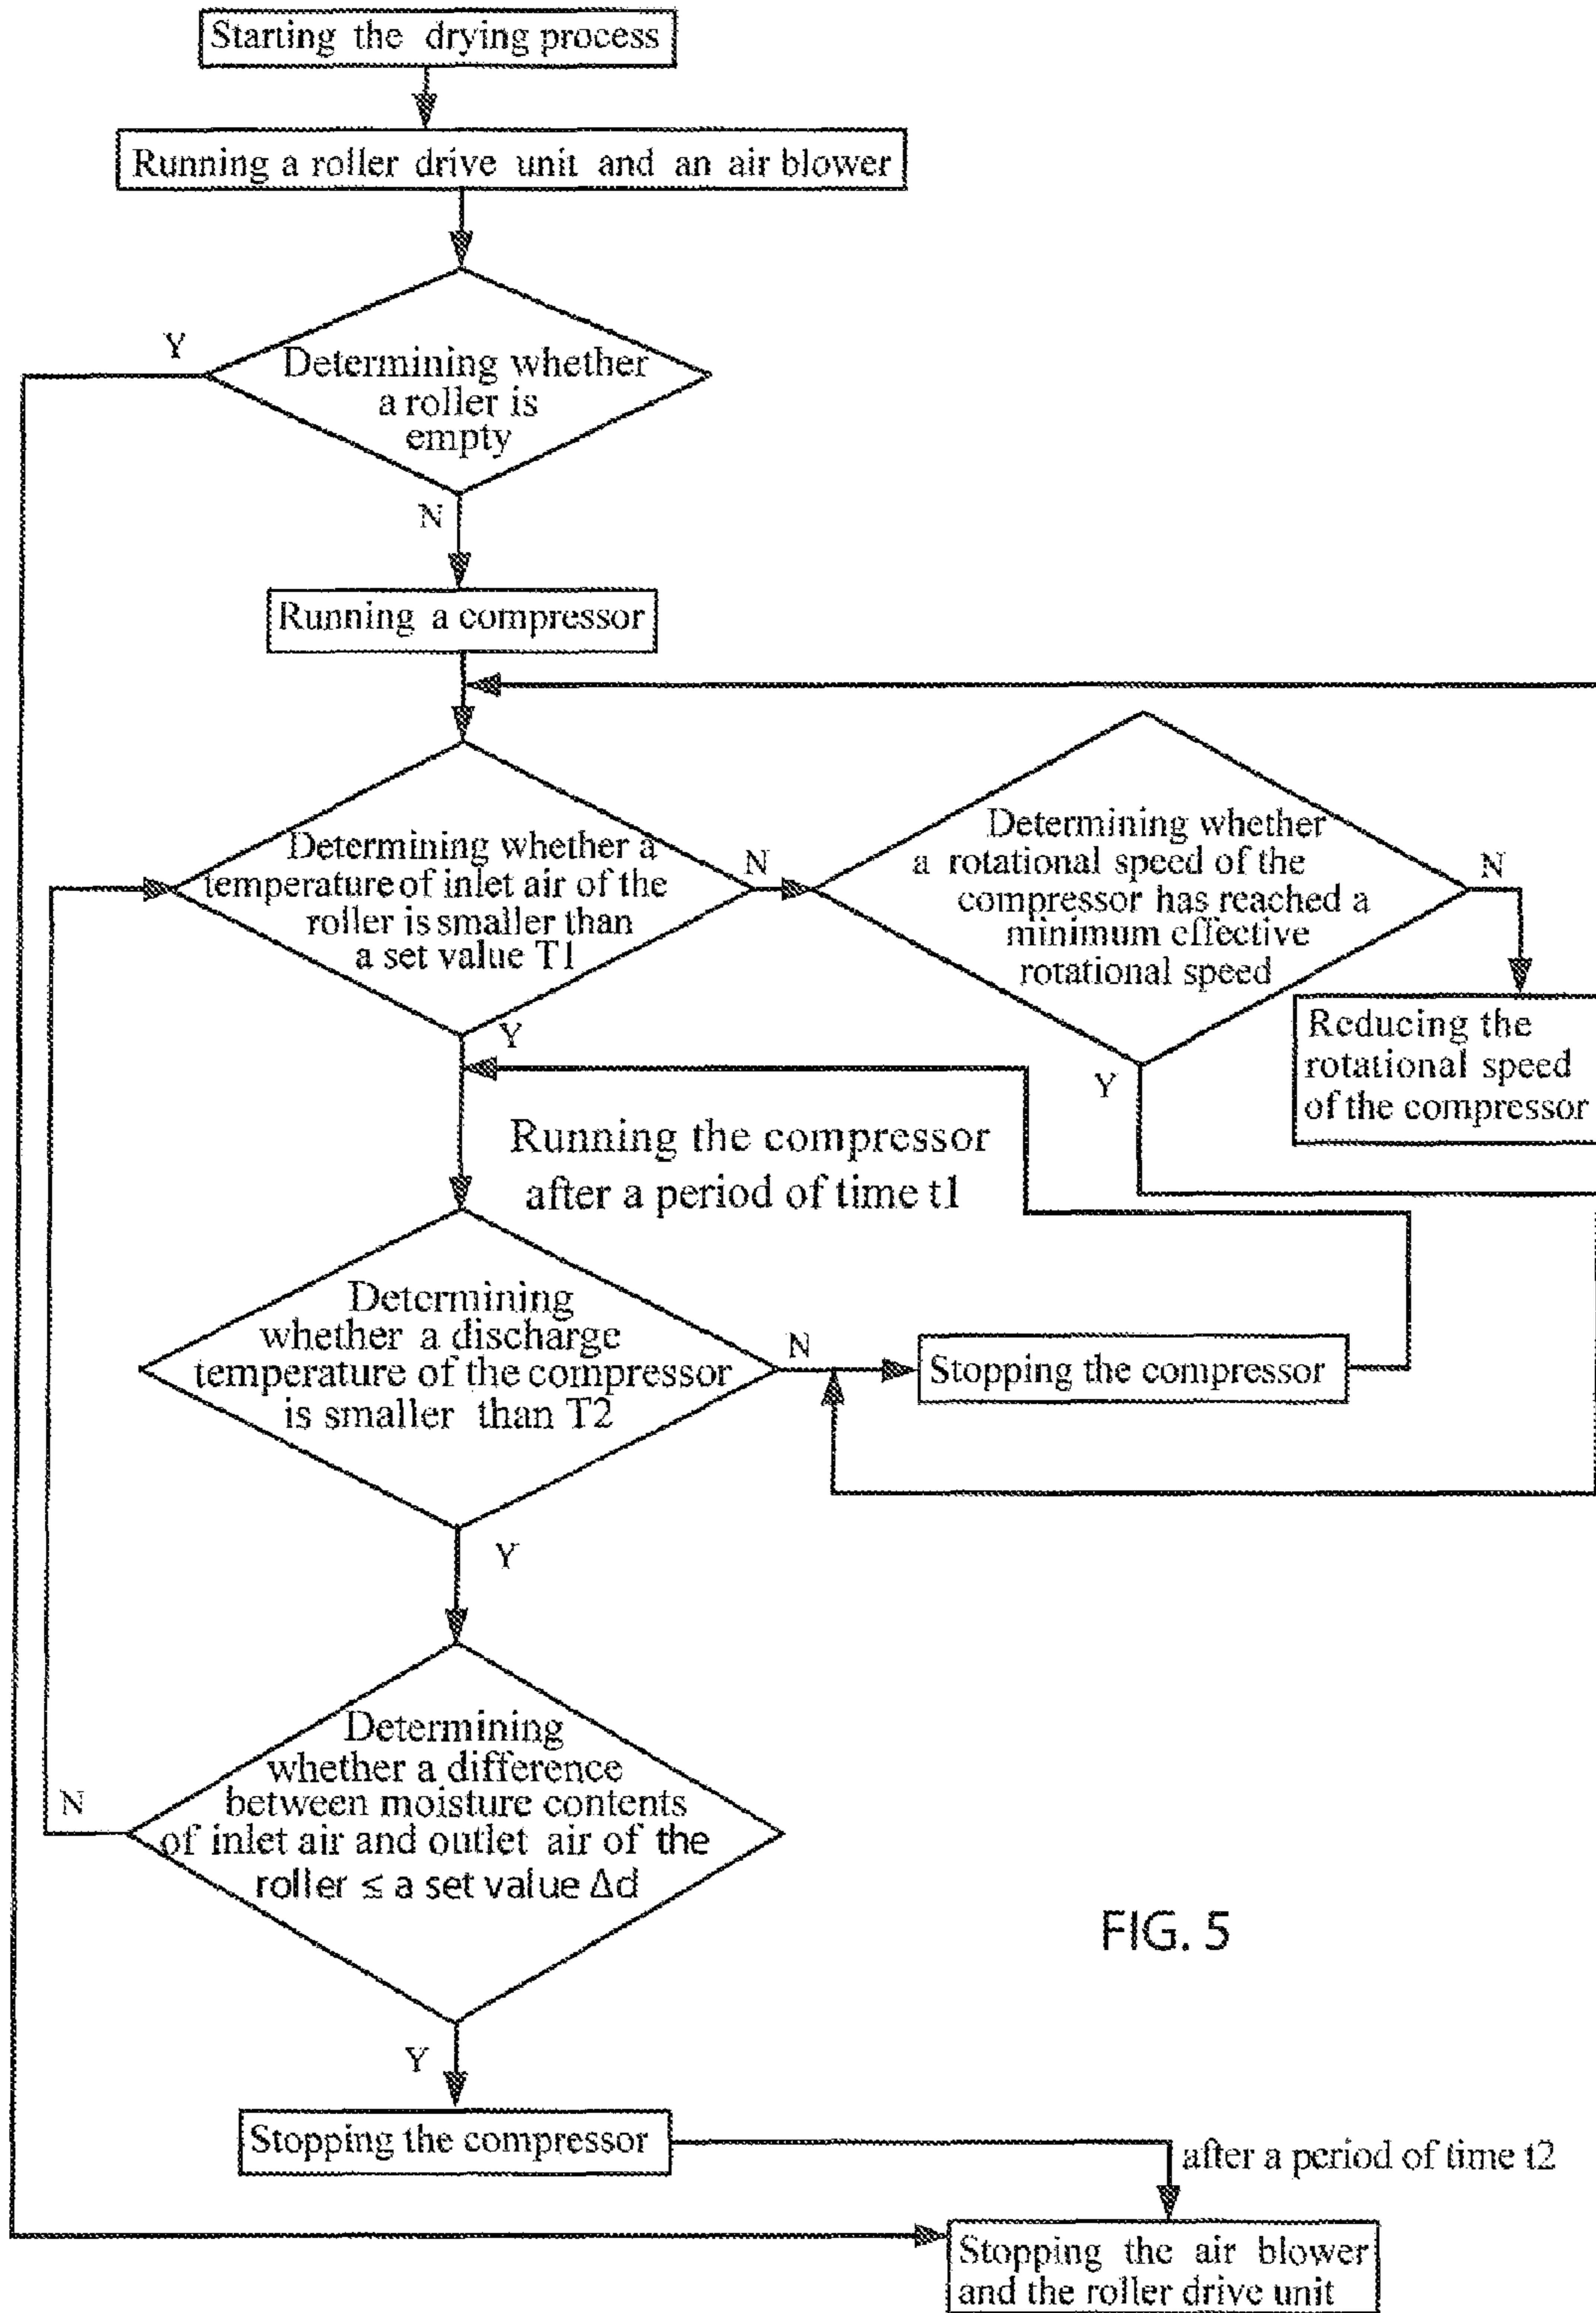 Starting the drying process
Running a roller drive unit and an air blower
Y
Determining whether
a roller is
empty
N
Running a compressor
Determining whether a
temperature of inlet air of the
roller is smaller than
a set value T1
N
Determining whether
a rotational speed of the
compressor has reached a
minimum effective
rotational speed
N
Reducing the
rotational speed
of the compressor
Y
Y
Running the compressor
after a period of time t1
Determining
whether a discharge
temperature of the compressor
is smaller than T2
N
Stopping the compressor
Y
Determining
whether a difference
between moisture contents
of inlet air and outlet air of the
roller ≤ a set value Δd
N
FIG. 5
Y
Stopping the compressor
after a period of time t2
Stopping the air blower
and the roller drive unit